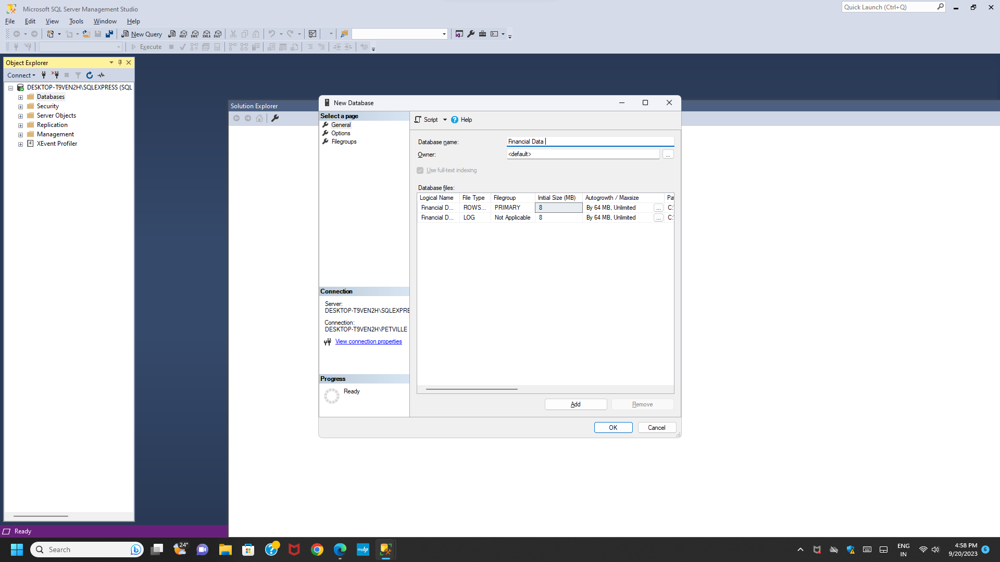 Microsoft SQL Server Management Studio
Quick Launch (Ctrl+Q)
File Edit View Tools Window Help
New Query MDX DMX XMLA DAX
Execute
Object Explorer
Connect
DESKTOP-T9VEN2H\SQLEXPRESS (SQL
Databases
Security
Server Objects
Replication
Management
XEvent Profiler
Solution Explorer
New Database
Select a page
General
Options
Filegroups
Script Help
Database name: Financial Data
Owner: <default> ...
Use full-text indexing
Database files:
Logical Name File Type Filegroup Initial Size (MB) Autogrowth / Maxsize Pa
Financial D... ROWS... PRIMARY 8 By 64 MB, Unlimited ... C:
Financial D... LOG Not Applicable 8 By 64 MB, Unlimited ... C:
Connection
Server:
DESKTOP-T9VEN2H\SQLEXPRE
Connection:
DESKTOP-T9VEN2H\PETVILLE
View connection properties
Progress
Ready
Add Remove
OK Cancel
Ready
Search
24°
myhp
ENG
IN
4:58 PM
9/20/2023
6